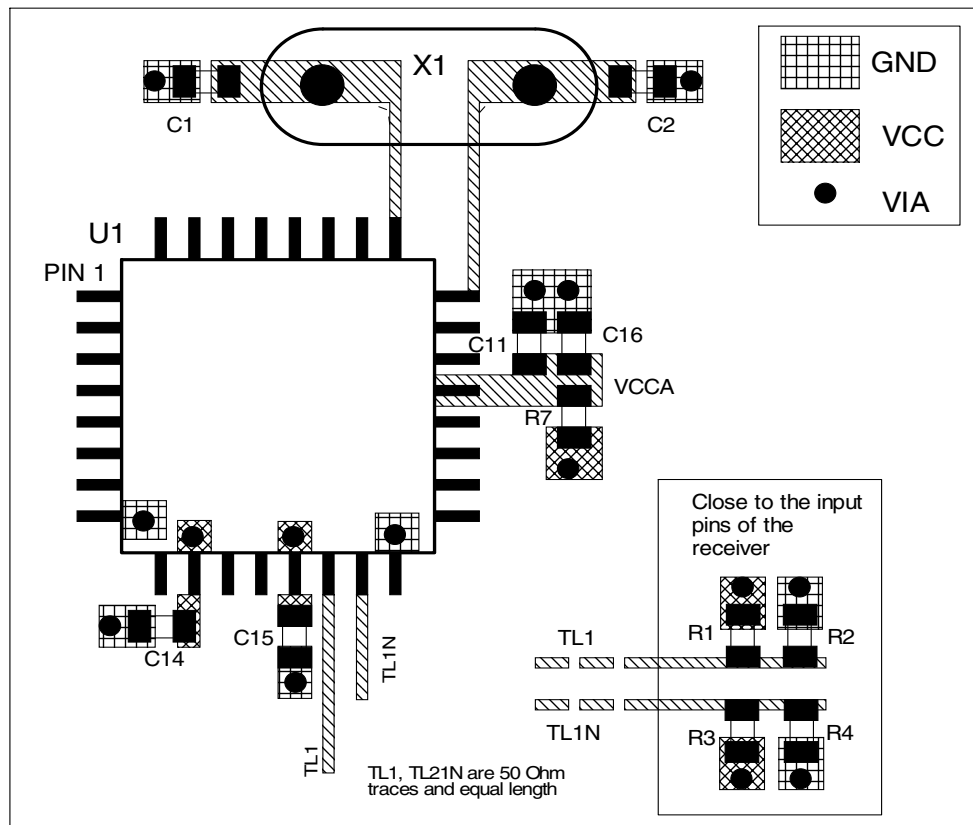 X1
C1
C2
GND
VCC
VIA
U1
PIN 1
C11
C16
VCCA
R7
Close to the input
pins of the
receiver
C14
C15
TL1
TL1N
TL1
TL1N
R1
R2
R3
R4
TL1, TL21N are 50 Ohm
traces and equal length